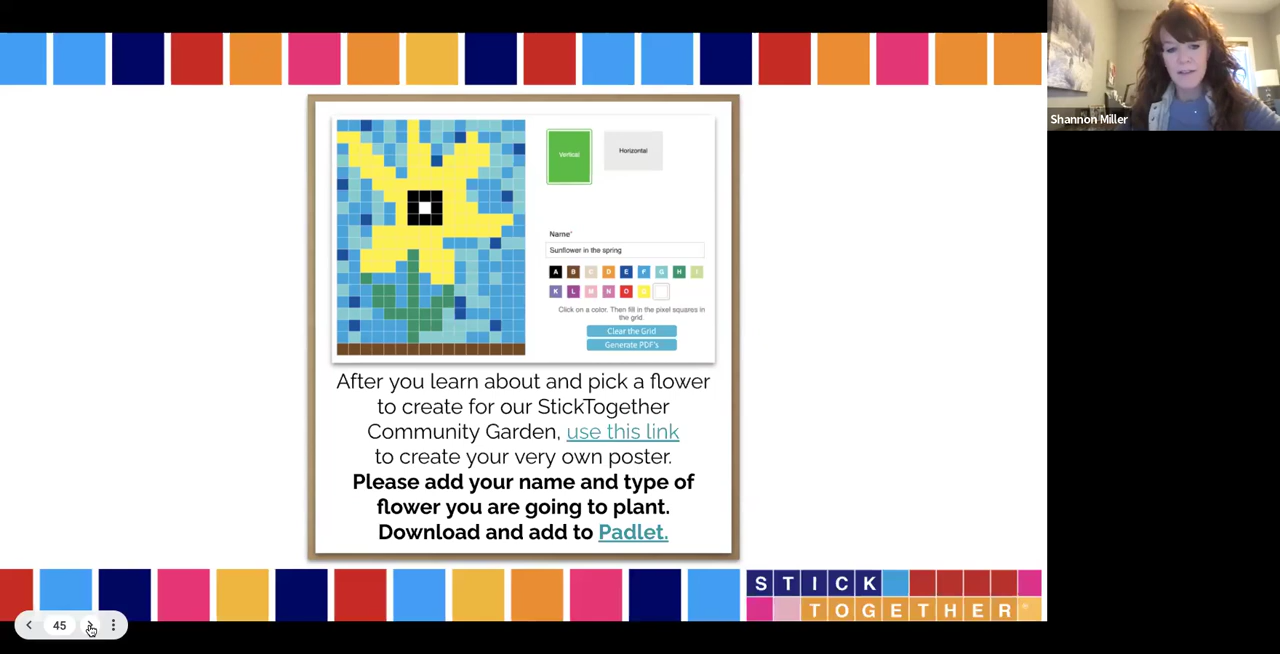 Shannon Miller
Vertical
Horizontal
Name*
Sunflower in the spring
A B C D E F G H I
K L M N O
Click on a color. Then fill in the pixel squares in
the grid.
Clear the Grid
Generate PDF's
After you learn about and pick a flower
to create for our StickTogether
Community Garden, use this link
to create your very own poster.
Please add your name and type of
flower you are going to plant.
Download and add to Padlet.
STICK
TOGETHER
45